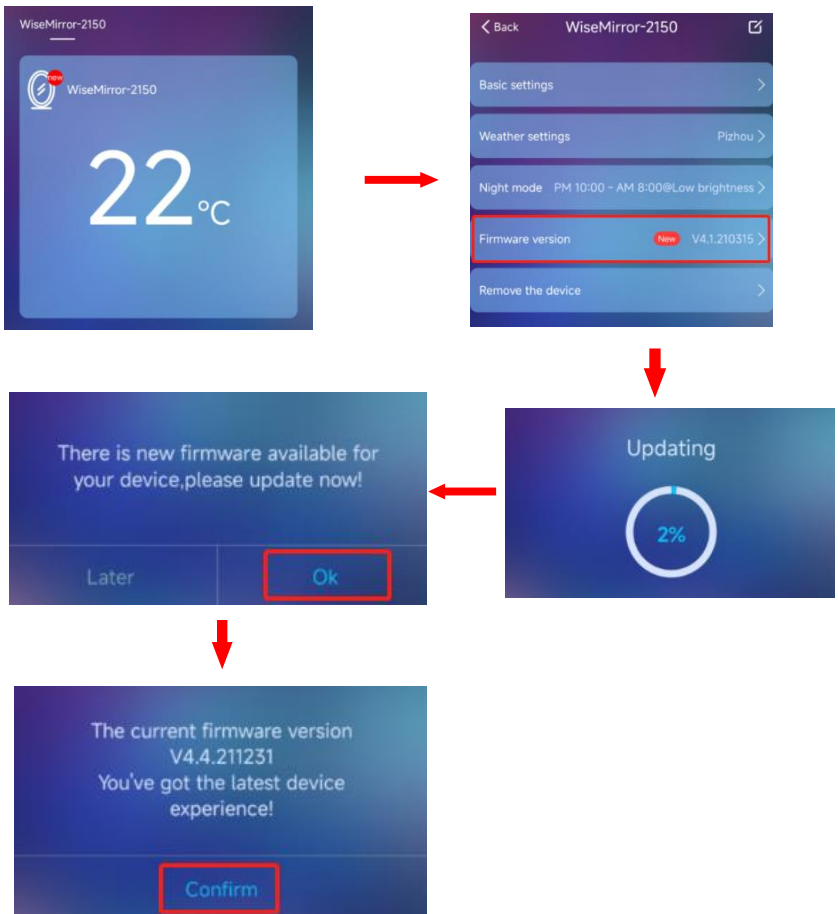 WiseMirror-2150
new
WiseMirror-2150
22°C
Back WiseMirror-2150
Basic settings
Weather settings Pizhou
Night mode PM 10:00 - AM 8:00@Low brightness
Firmware version New V4.1.210315
Remove the device
Updating
2%
There is new firmware available for
your device,please update now!
Later Ok
The current firmware version
V4.4.211231
You've got the latest device
experience!
Confirm